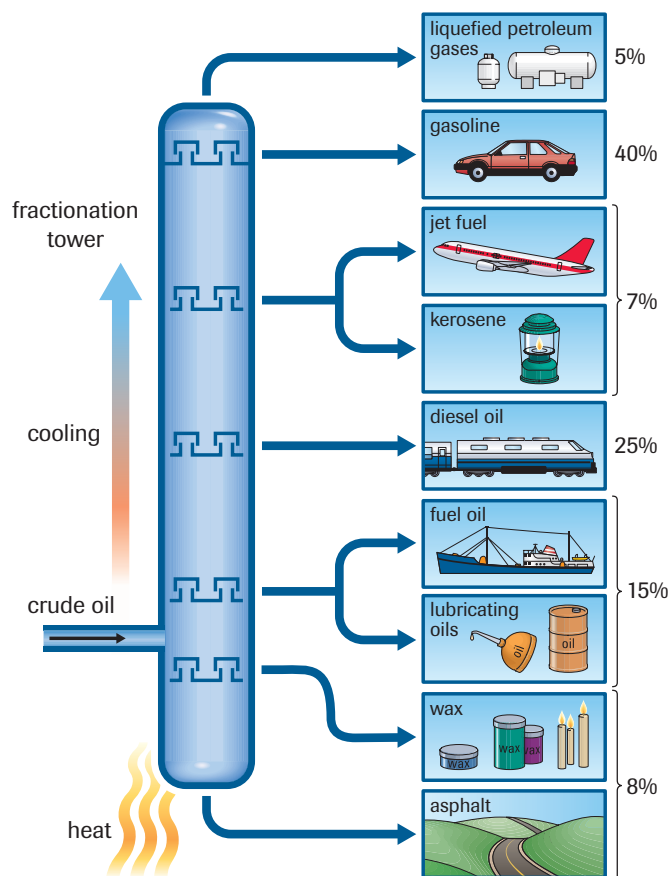 liquefied petroleum
gases
5%
gasoline
40%
fractionation
tower
jet fuel
7%
kerosene
cooling
diesel oil
25%
fuel oil
crude oil
15%
lubricating
oils
oil
oil
wax
wax
wax
wax
8%
heat
asphalt